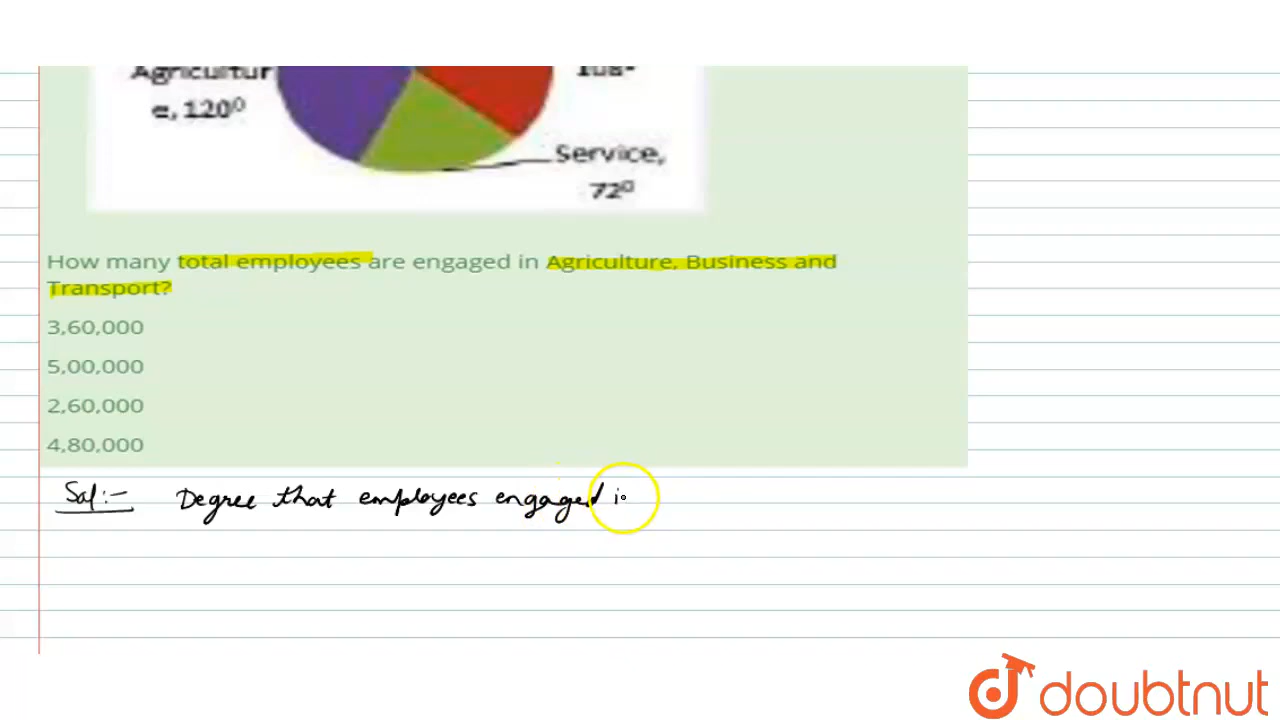 Agricultur
e, 120⁰
108⁰
Service,
72⁰
How many total employees are engaged in Agriculture, Business and
Transport?
3,60,000
5,00,000
2,60,000
4,80,000
Sol:- Degree that employees engaged i
doubtnut